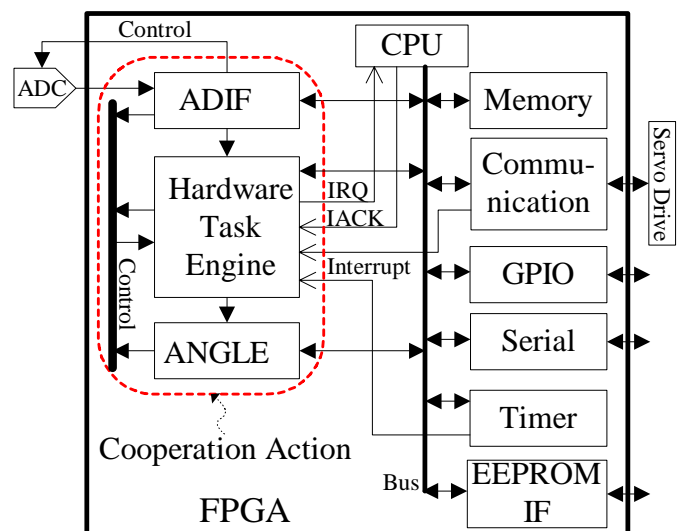 Control
CPU
ADC
ADIF
Memory
Hardware
Task
Engine
IRQ
IACK
Interrupt
Commu-
nication
Servo Drive
Control
GPIO
ANGLE
Serial
Cooperation Action
Timer
Bus
EEPROM
IF
FPGA